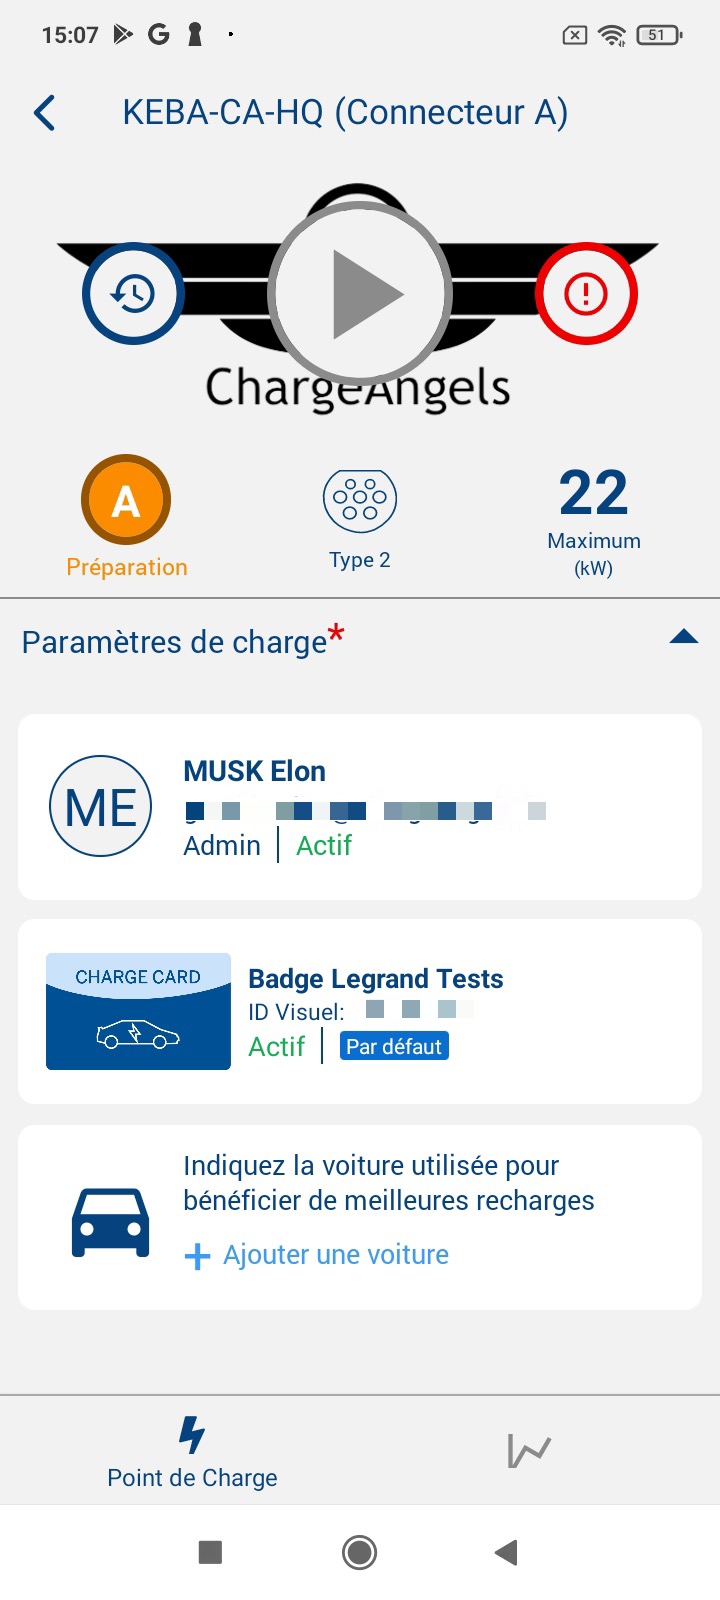 15:07
51
KEBA-CA-HQ (Connecteur A)
ChargeAngels
A
Préparation
Type 2
22
Maximum
(kW)
Paramètres de charge*
ME
MUSK Elon
Admin | Actif
CHARGE CARD
Badge Legrand Tests
ID Visuel:
Actif | Par défaut
Indiquez la voiture utilisée pour
bénéficier de meilleures recharges
+ Ajouter une voiture
Point de Charge